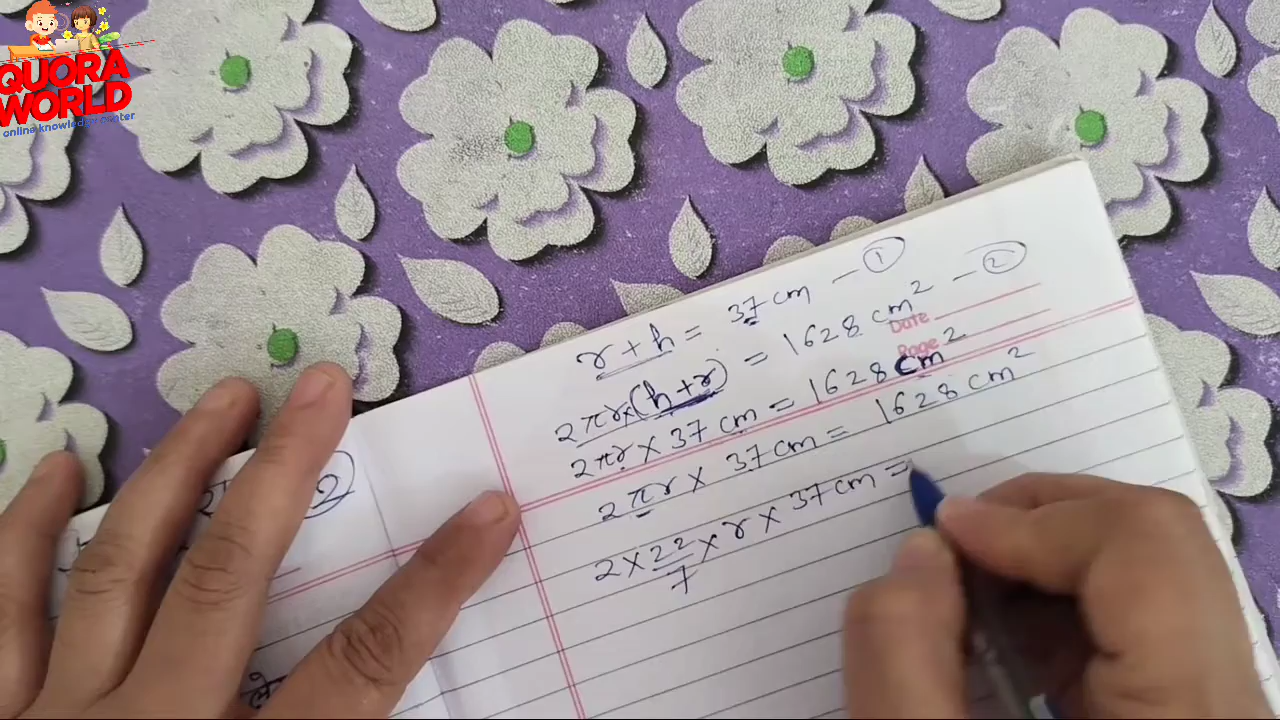 QUORA
WORLD
online knowledge center
r + h = 37 cm — ①
2πr×(h+r) = 1628 cm² — ②
Date
Page
2πr × 37 cm = 1628 cm²
2πr × 37 cm = 1628 cm²
2 × 22/7 × r × 37 cm =
2